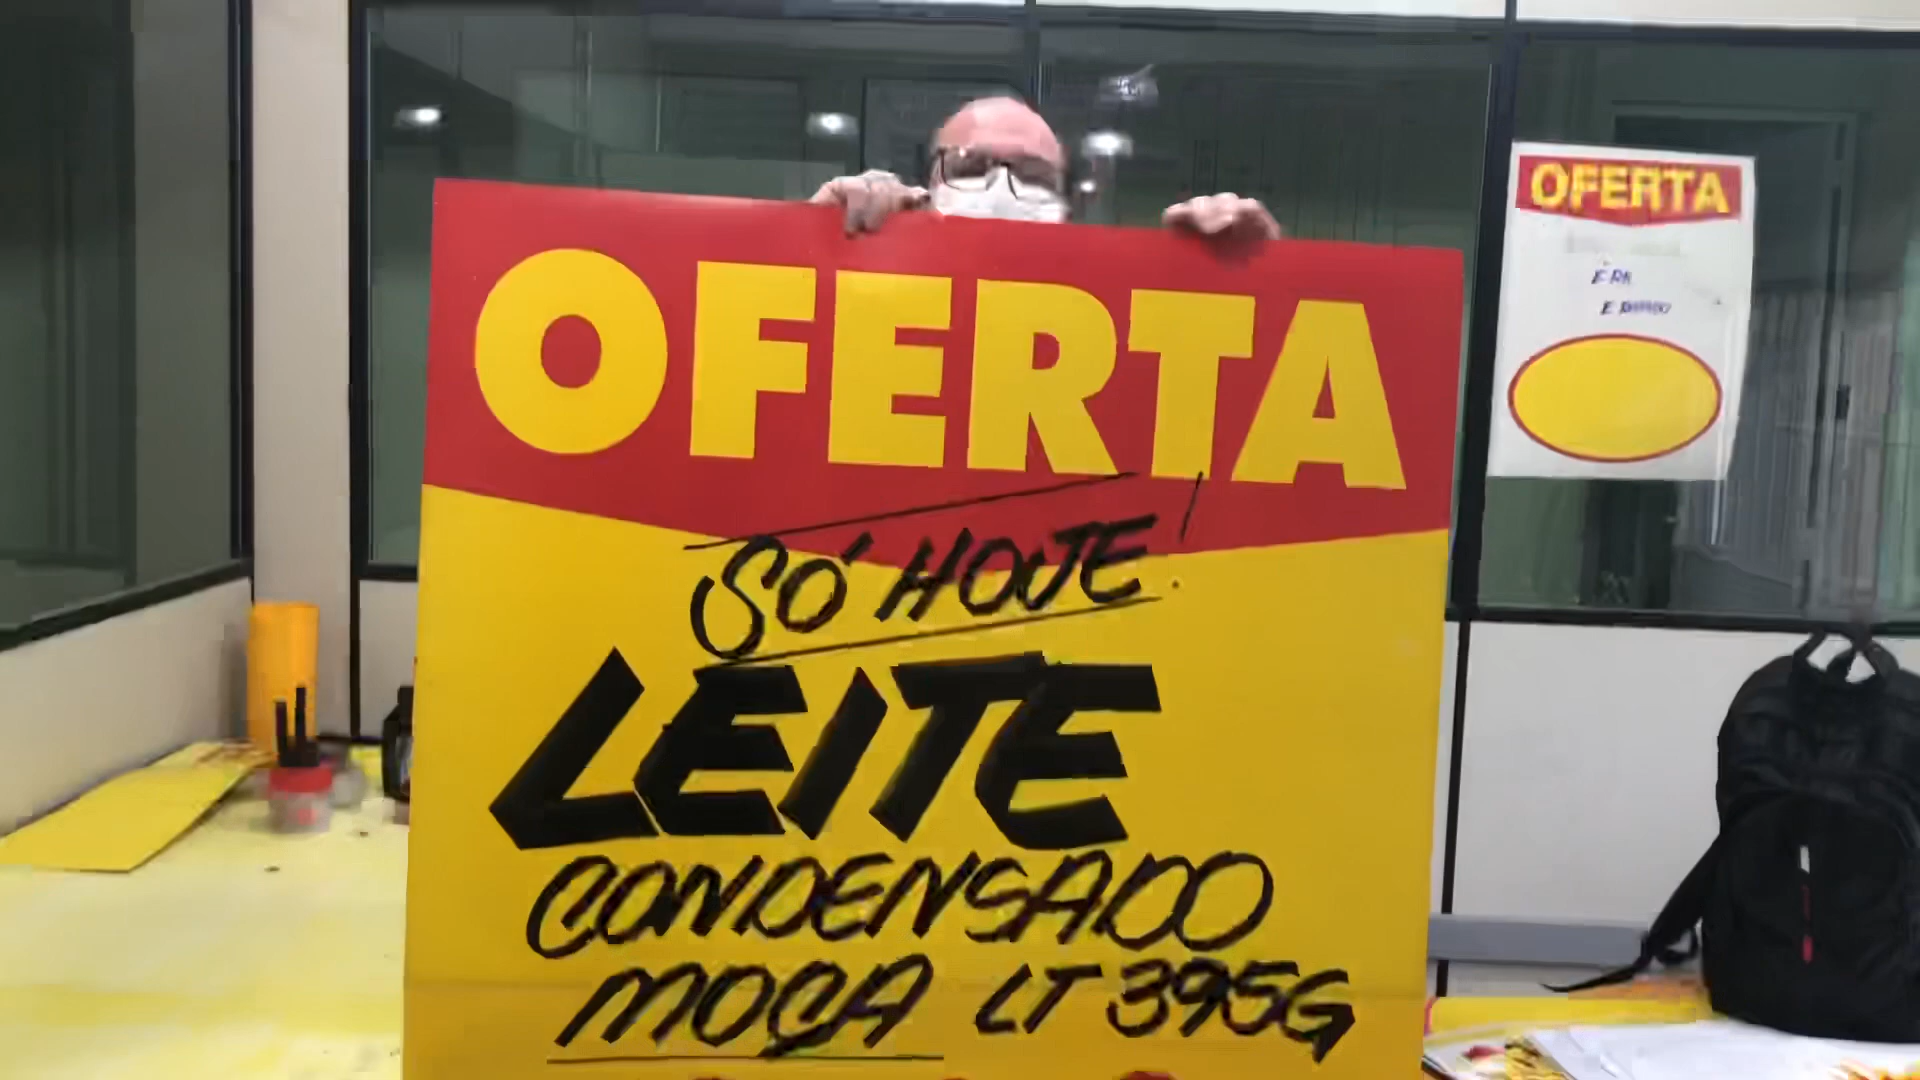 OFERTA
SÓ HOJE!
LEITE
CONDENSADO
MOÇA LT 395G
OFERTA